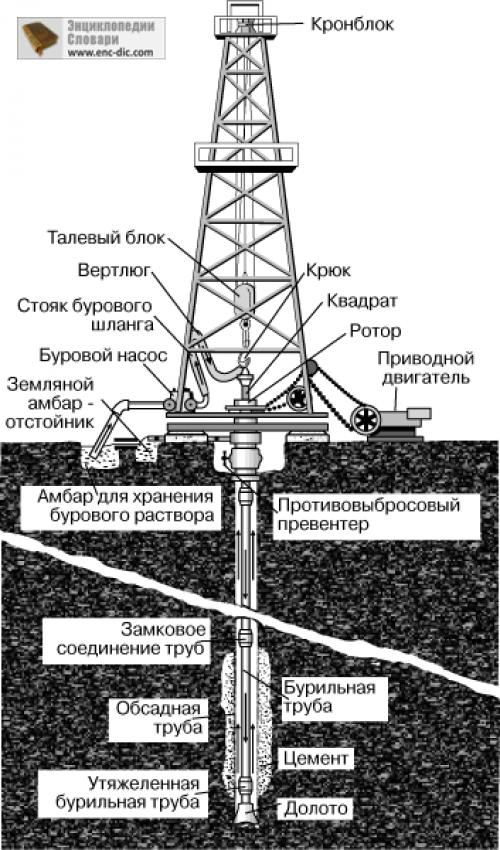 Энциклопедии
Словари
www.enc-dic.com
Кронблок
Талевый блок
Вертлюг
Стояк бурового
шланга
Буровой насос
Земляной
амбар -
отстойник
Крюк
Квадрат
Ротор
Приводной
двигатель
Амбар для хранения
бурового раствора
Противовыбросовый
превентер
Замковое
соединение труб
Бурильная
труба
Обсадная
труба
Цемент
Утяжеленная
бурильная труба
Долото